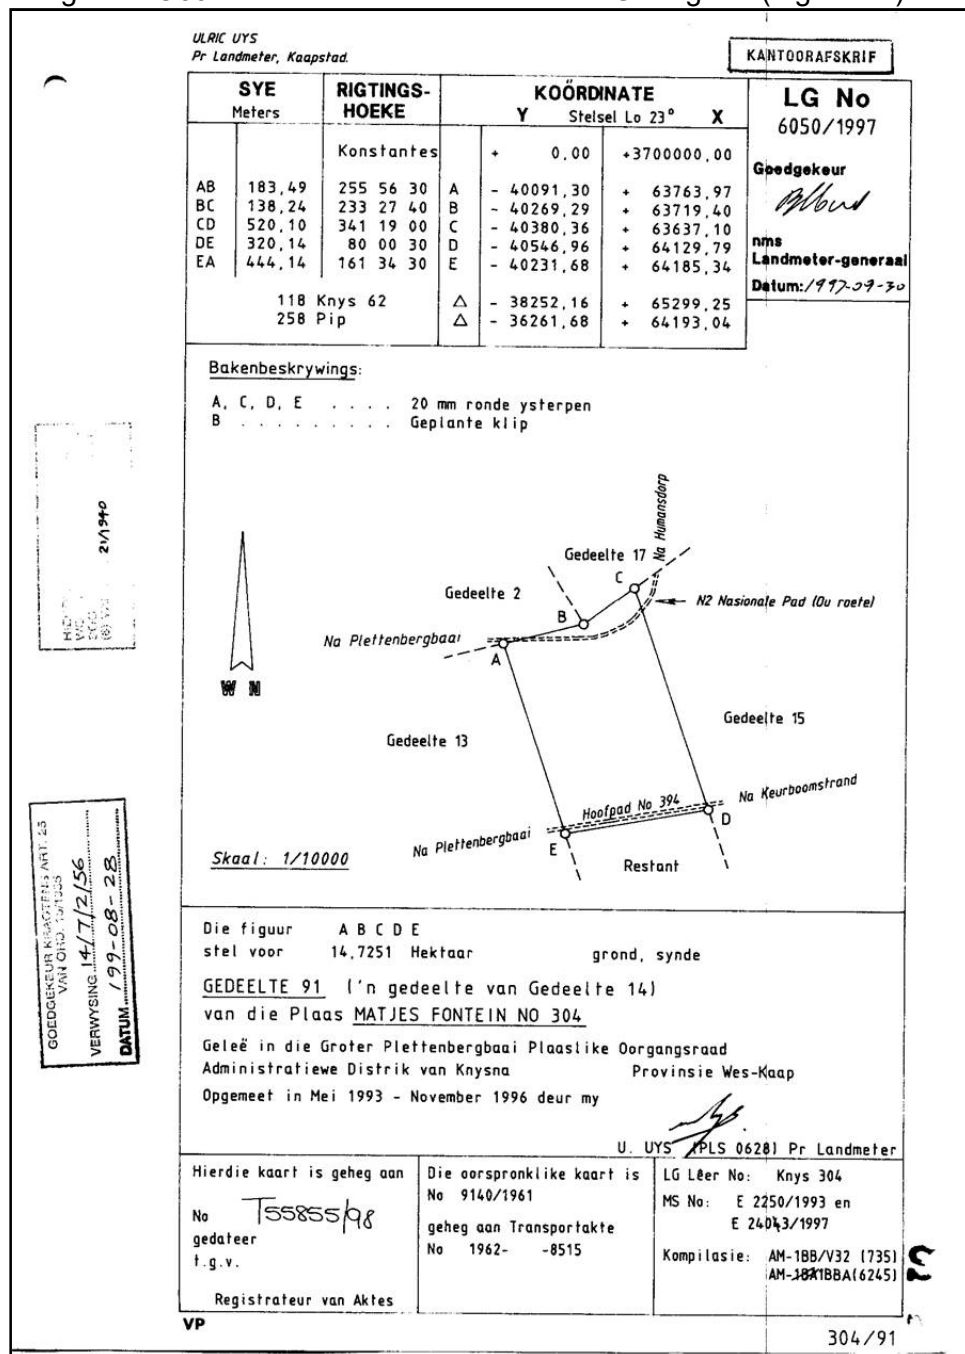 ULRIC UYS
Pr Landmeter, Kaapstad.
KANTOORAFSKRIF
SYE
Meters
RIGTINGS-
HOEKE
KOÖRDINATE
Y Stelsel Lo 23° X
LG No
6050/1997
Goedgekeur
nms
Landmeter-generaal
Datum: 1997-09-30
Konstantes + 0,00 +3700000,00
AB 183,49 255 56 30 A - 40091,30 + 63763,97
BC 138,24 233 27 40 B - 40269,29 + 63719,40
CD 520,10 341 19 00 C - 40380,36 + 63637,10
DE 320,14 80 00 30 D - 40546,96 + 64129,79
EA 444,14 161 34 30 E - 40231,68 + 64185,34
118 Knys 62 △ - 38252,16 + 65299,25
258 Pip △ - 36261,68 + 64193,04
Bakenbeskrywings:
A, C, D, E . . . . 20 mm ronde ysterpen
B . . . . . . . . . Geplante klip
21/1940
Na Humansdorp
Gedeelte 17
C
Gedeelte 2
N2 Nasionale Pad (Ou roete)
B
Na Plettenbergbaai
A
W N
Gedeelte 15
Gedeelte 13
Na Keurboomstrand
Hoofpad No 394
D
Na Plettenbergbaai
E
Restant
Skaal: 1/10000
GOEDGEKEUR KRAGTENS ART. 25
VAN ORD.
VERWYSING 14/7/2/56
DATUM 199-08-28
Die figuur A B C D E
stel voor 14,7251 Hektaar grond, synde
GEDEELTE 91 ('n gedeelte van Gedeelte 14)
van die Plaas MATJES FONTEIN NO 304
Geleë in die Groter Plettenbergbaai Plaaslike Oorgangsraad
Administratiewe Distrik van Knysna Provinsie Wes-Kaap
Opgemeet in Mei 1993 - November 1996 deur my
U. UYS (PLS 0628) Pr Landmeter
Hierdie kaart is geheg aan
No T55855/98
gedateer
t.g.v.
Registrateur van Aktes
Die oorspronklike kaart is
No 9140/1961
geheg aan Transportakte
No 1962- -8515
LG Lêer No: Knys 304
MS No: E 2250/1993 en
E 2403/1997
Kompilasie: AM-1BB/V32 (735)
AM-1BBA(6245)
VP
304/91